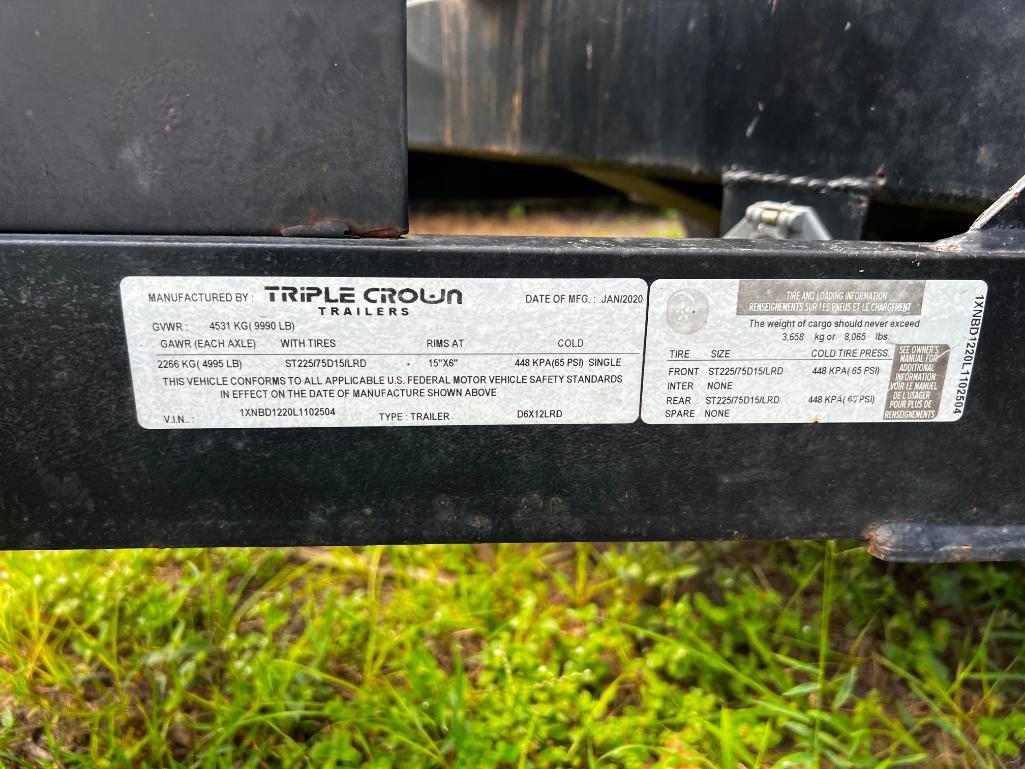 MANUFACTURED BY : TRIPLE CROWN DATE OF MFG. : JAN/2020
TRAILERS
GVWR : 4531 KG( 9990 LB)
GAWR (EACH AXLE) WITH TIRES RIMS AT COLD
2266 KG( 4995 LB) ST225/75D15/LRD - 15"X6" 448 KPA(65 PSI) SINGLE
THIS VEHICLE CONFORMS TO ALL APPLICABLE U.S. FEDERAL MOTOR VEHICLE SAFETY STANDARDS
IN EFFECT ON THE DATE OF MANUFACTURE SHOWN ABOVE
V.I.N.. : 1XNBD1220L1102504 TYPE : TRAILER D6X12LRD
TIRE AND LOADING INFORMATION
RENSEIGNEMENTS SUR LES PNEUS ET LE CHARGEMENT
The weight of cargo should never exceed
3,658 kg or 8,065 lbs.
TIRE SIZE COLD TIRE PRESS.
FRONT ST225/75D15/LRD 448 KPA( 65 PSI)
INTER NONE
REAR ST225/75D15/LRD 448 KPA( 65 PSI)
SPARE NONE
SEE OWNER'S
MANUAL FOR
ADDITIONAL
INFORMATION
VOIR LE MANUEL
DE L'USAGER
POUR PLUS DE
RENSEIGNEMENTS
1XNBD1220L1102504